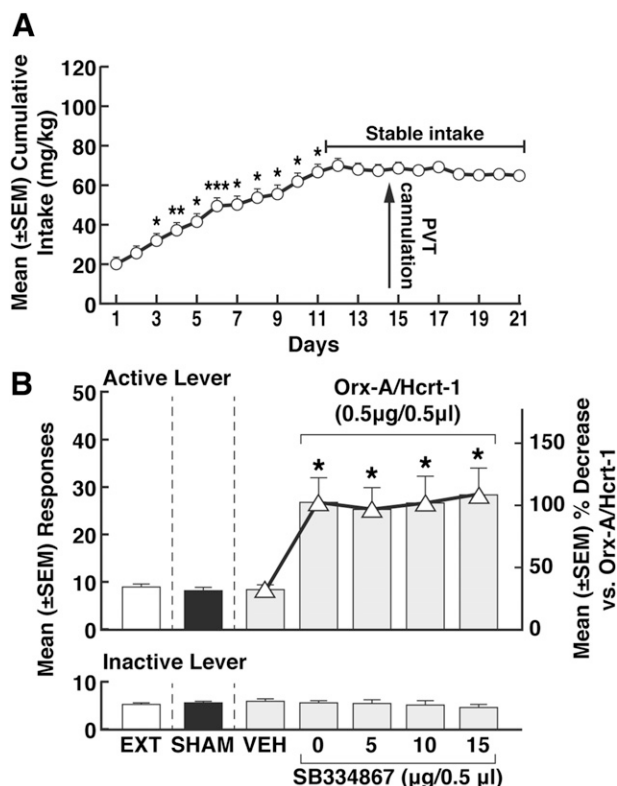 A
Mean (±SEM) Cumulative
Intake (mg/kg)
120
100
80
60
40
20
0
* ** * *** * * * * *
Stable intake
PVT
cannulation
1 3 5 7 9 11 13 15 17 19 21
Days
B
Active Lever
Orx-A/Hcrt-1
(0.5µg/0.5µl)
Mean (±SEM) Responses
50
40
30
20
10
0
* * * *
150
100
50
0
Mean (±SEM) % Decrease
vs. Orx-A/Hcrt-1
Inactive Lever
10
0
EXT SHAM VEH 0 5 10 15
SB334867 (µg/0.5 µl)